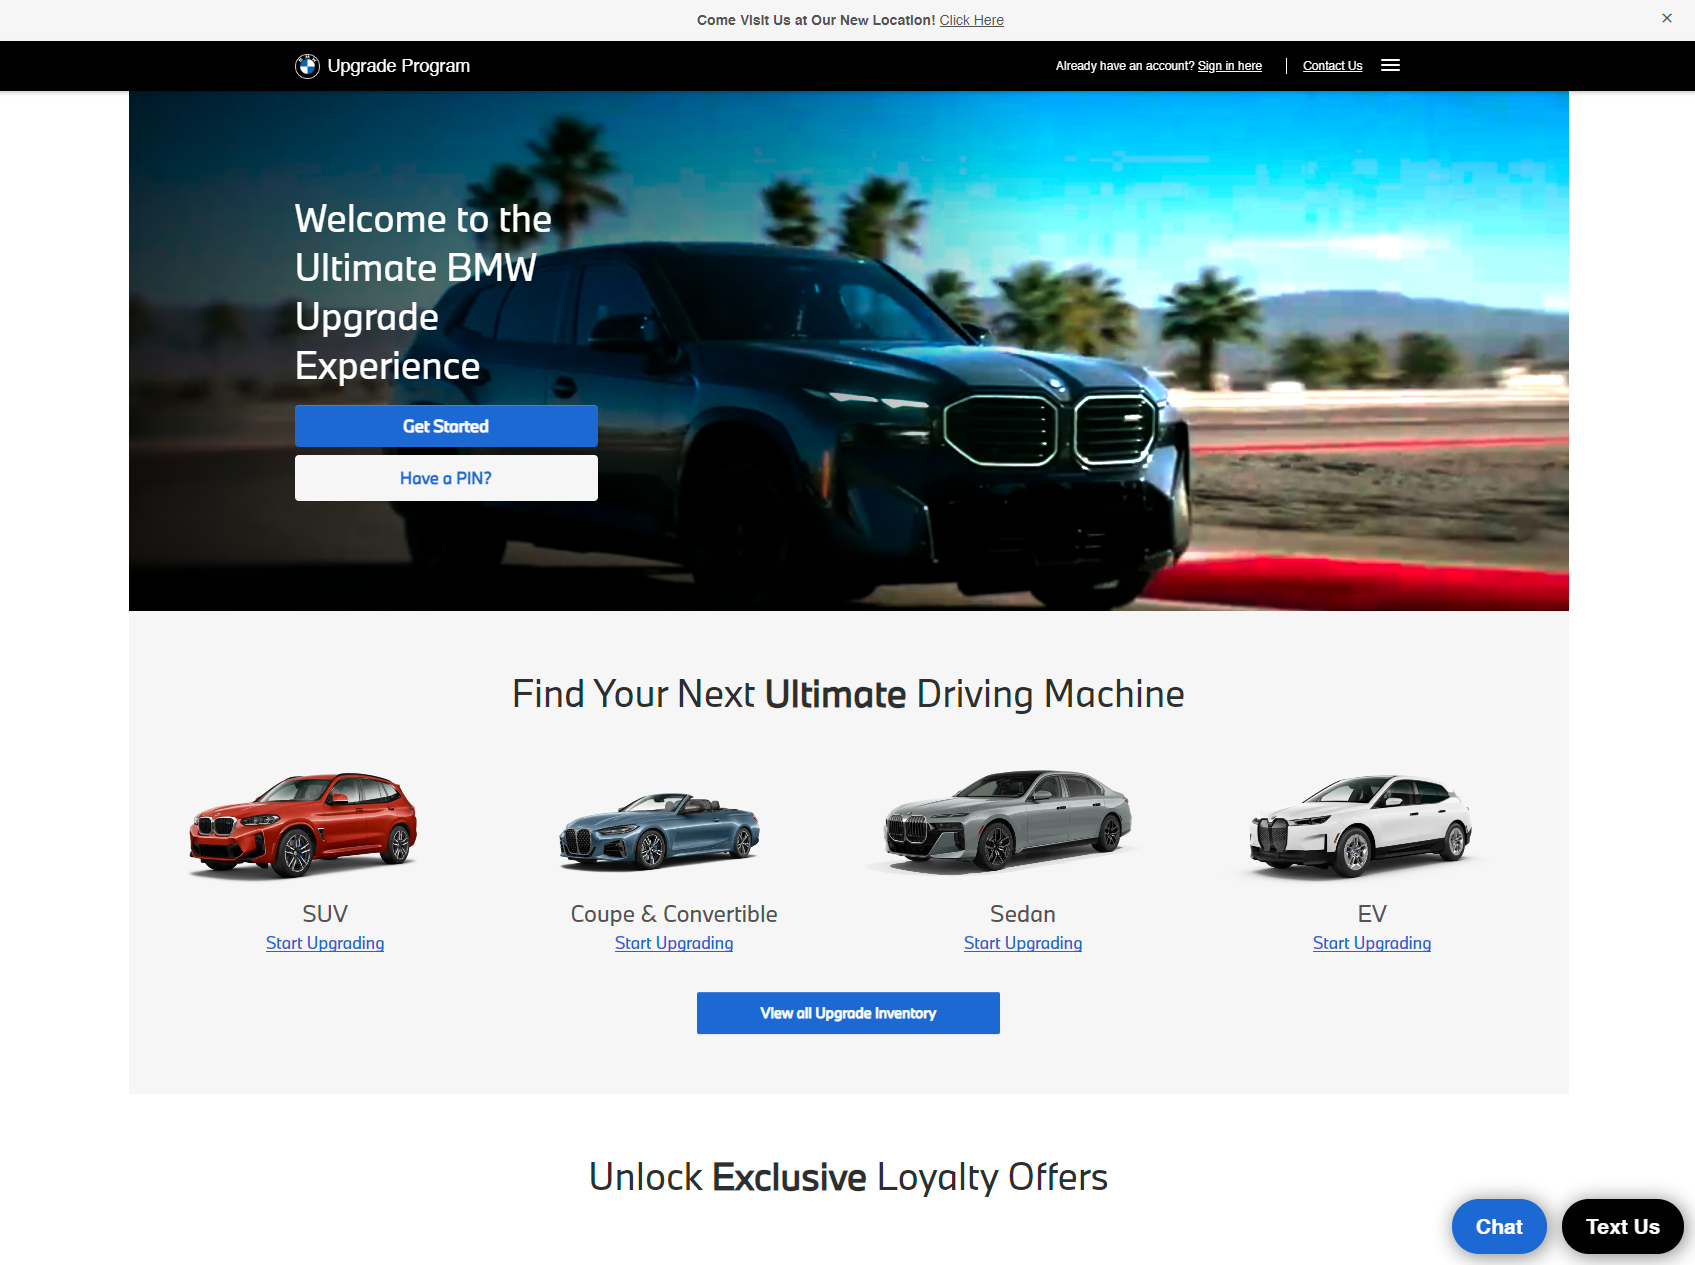 Come Visit Us at Our New Location! Click Here
×
Upgrade Program
Already have an account? Sign in here
Contact Us
Welcome to the
Ultimate BMW
Upgrade
Experience
Get Started
Have a PIN?
Find Your Next Ultimate Driving Machine
SUV
Start Upgrading
Coupe & Convertible
Start Upgrading
Sedan
Start Upgrading
EV
Start Upgrading
View all Upgrade Inventory
Unlock Exclusive Loyalty Offers
Chat
Text Us